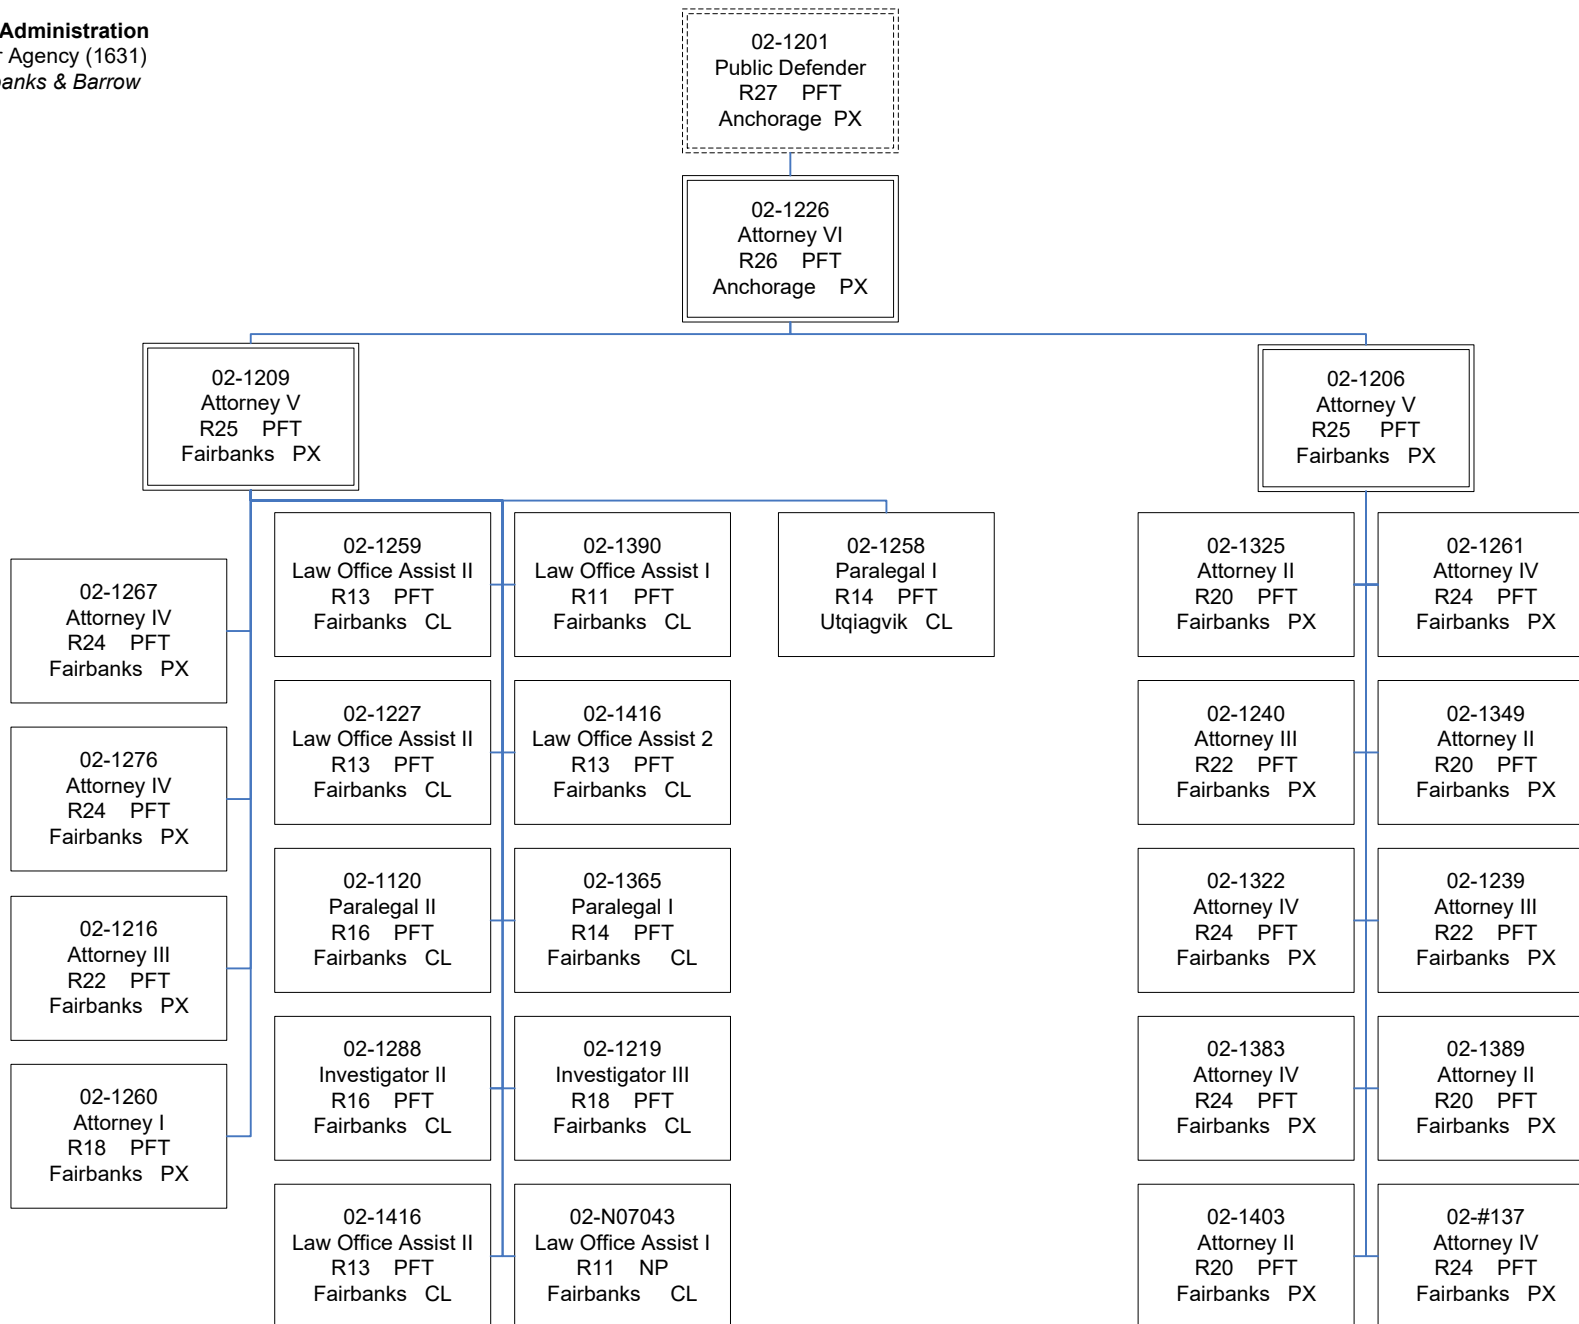 Administration
Agency (1631)
& Barrow
02-1201
Public Defender
R27 PFT
Anchorage PX
02-1226
Attorney VI
R26 PFT
Anchorage PX
02-1209
Attorney V
R25 PFT
Fairbanks PX
02-1206
Attorney V
R25 PFT
Fairbanks PX
02-1267
Attorney IV
R24 PFT
Fairbanks PX
02-1276
Attorney IV
R24 PFT
Fairbanks PX
02-1216
Attorney III
R22 PFT
Fairbanks PX
02-1260
Attorney I
R18 PFT
Fairbanks PX
02-1259
Law Office Assist II
R13 PFT
Fairbanks CL
02-1390
Law Office Assist I
R11 PFT
Fairbanks CL
02-1227
Law Office Assist II
R13 PFT
Fairbanks CL
02-1416
Law Office Assist 2
R13 PFT
Fairbanks CL
02-1120
Paralegal II
R16 PFT
Fairbanks CL
02-1365
Paralegal I
R14 PFT
Fairbanks CL
02-1288
Investigator II
R16 PFT
Fairbanks CL
02-1219
Investigator III
R18 PFT
Fairbanks CL
02-1416
Law Office Assist II
R13 PFT
Fairbanks CL
02-N07043
Law Office Assist I
R11 NP
Fairbanks CL
02-1258
Paralegal I
R14 PFT
Utqiagvik CL
02-1325
Attorney II
R20 PFT
Fairbanks PX
02-1261
Attorney IV
R24 PFT
Fairbanks PX
02-1240
Attorney III
R22 PFT
Fairbanks PX
02-1349
Attorney II
R20 PFT
Fairbanks PX
02-1322
Attorney IV
R24 PFT
Fairbanks PX
02-1239
Attorney III
R22 PFT
Fairbanks PX
02-1383
Attorney IV
R24 PFT
Fairbanks PX
02-1389
Attorney II
R20 PFT
Fairbanks PX
02-1403
Attorney II
R20 PFT
Fairbanks PX
02-#137
Attorney IV
R24 PFT
Fairbanks PX